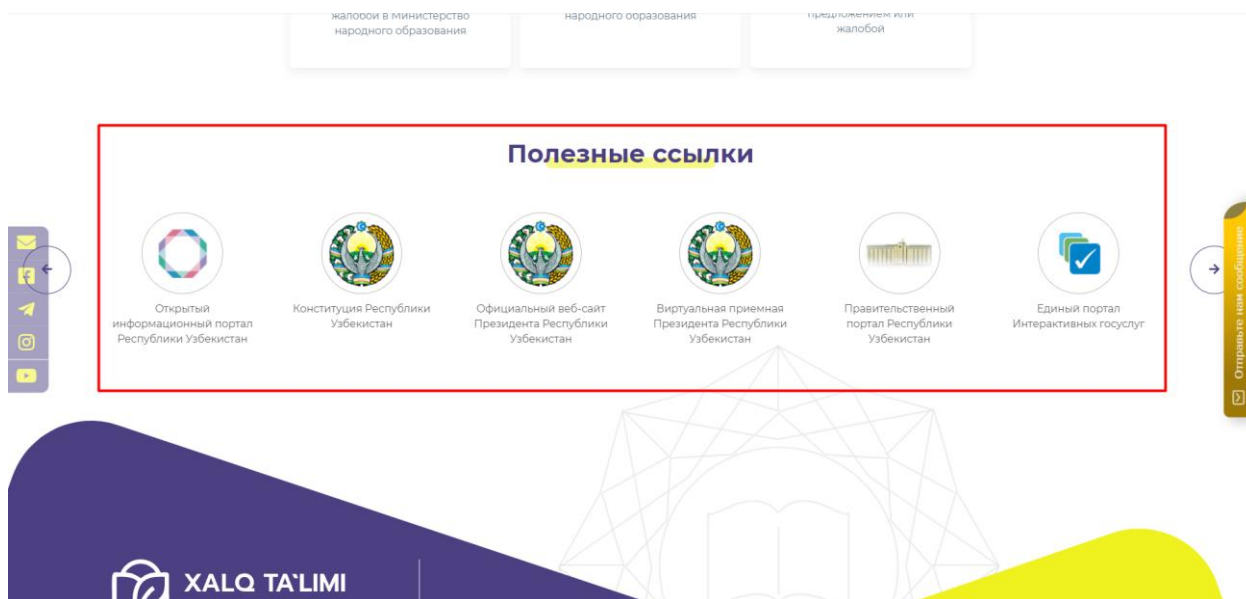 жалобой в Министерство
народного образования
народного образования
предложением или
жалобой
Полезные ссылки
Открытый
информационный портал
Республики Узбекистан
Конституция Республики
Узбекистан
Официальный веб-сайт
Президента Республики
Узбекистан
Виртуальная приемная
Президента Республики
Узбекистан
Правительственный
портал Республики
Узбекистан
Единый портал
Интерактивных госуслуг
Отправьте нам сообщение
XALQ TA'LIMI